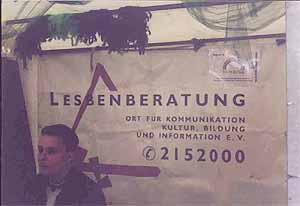 LESBENBERATUNG
ORT FÜR KOMMUNIKATION
KULTUR, BILDUNG
UND INFORMATION E.V.
✆ 2152000